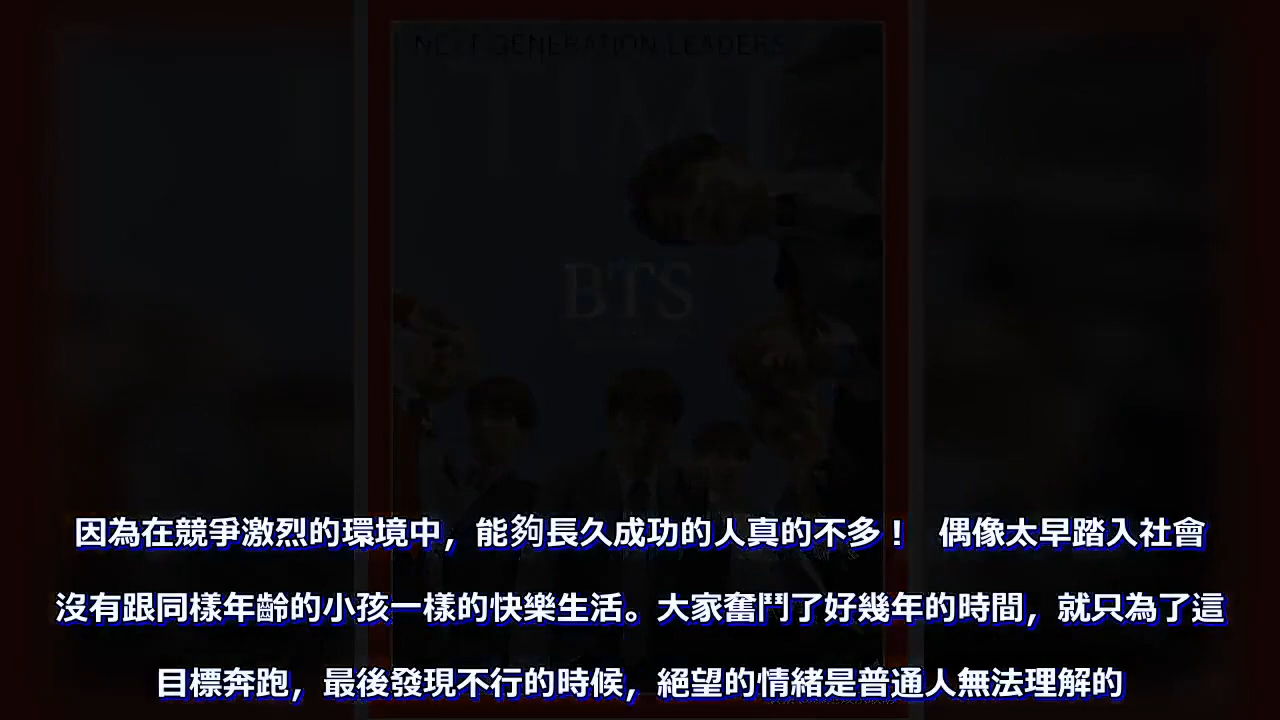 NEXT GENERATION LEADERS
TIME
BTS
因為在競爭激烈的環境中，能夠長久成功的人真的不多！ 偶像太早踏入社會
沒有跟同樣年齡的小孩一樣的快樂生活。大家奮鬥了好幾年的時間，就只為了這
目標奔跑，最後發現不行的時候，絕望的情緒是普通人無法理解的